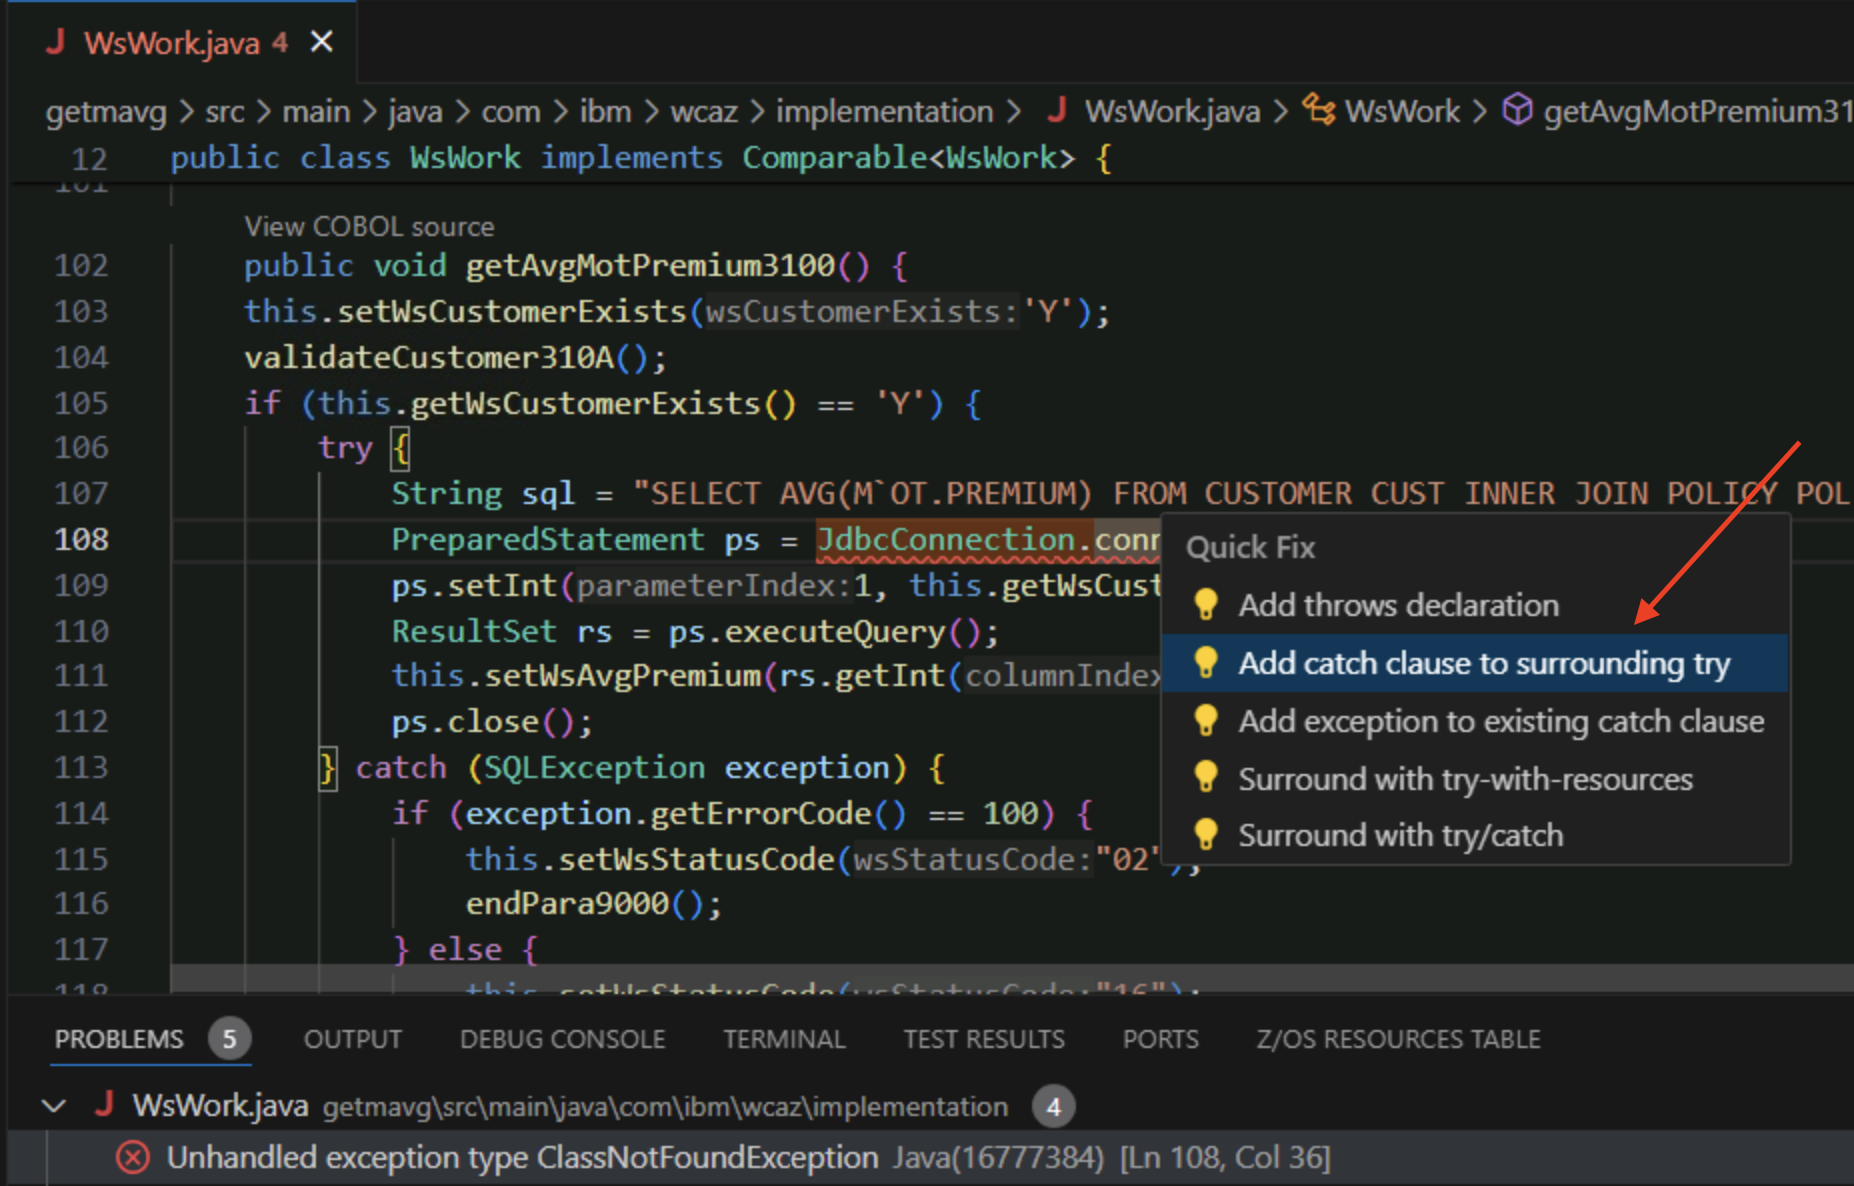 J WsWork.java 4 ×
getmavg > src > main > java > com > ibm > wcaz > implementation > J WsWork.java > WsWork > getAvgMotPremium31
12 public class WsWork implements Comparable<WsWork> {
101
View COBOL source
102 public void getAvgMotPremium3100() {
103 this.setWsCustomerExists(wsCustomerExists:'Y');
104 validateCustomer310A();
105 if (this.getWsCustomerExists() == 'Y') {
106 try {
107 String sql = "SELECT AVG(M`OT.PREMIUM) FROM CUSTOMER CUST INNER JOIN POLICY POL
108 PreparedStatement ps = JdbcConnection.conn
Quick Fix
109 ps.setInt(parameterIndex:1, this.getWsCust
Add throws declaration
110 ResultSet rs = ps.executeQuery();
Add catch clause to surrounding try
111 this.setWsAvgPremium(rs.getInt(columnIndex
Add exception to existing catch clause
112 ps.close();
Surround with try-with-resources
113 } catch (SQLException exception) {
Surround with try/catch
114 if (exception.getErrorCode() == 100) {
115 this.setWsStatusCode(wsStatusCode:"02");
116 endPara9000();
117 } else {
118 this.setWsStatusCode(wsStatusCode:"16");
PROBLEMS 5 OUTPUT DEBUG CONSOLE TERMINAL TEST RESULTS PORTS Z/OS RESOURCES TABLE
J WsWork.java getmavg\src\main\java\com\ibm\wcaz\implementation 4
Unhandled exception type ClassNotFoundException Java(16777384) [Ln 108, Col 36]